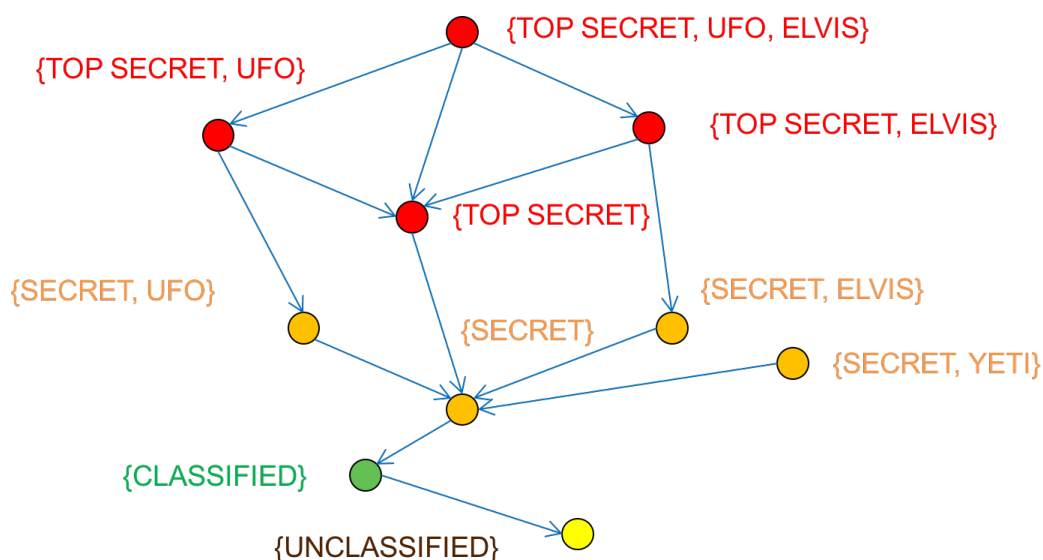 {TOP SECRET, UFO, ELVIS}
{TOP SECRET, UFO}
{TOP SECRET, ELVIS}
{TOP SECRET}
{SECRET, UFO}
{SECRET, ELVIS}
{SECRET}
{SECRET, YETI}
{CLASSIFIED}
{UNCLASSIFIED}